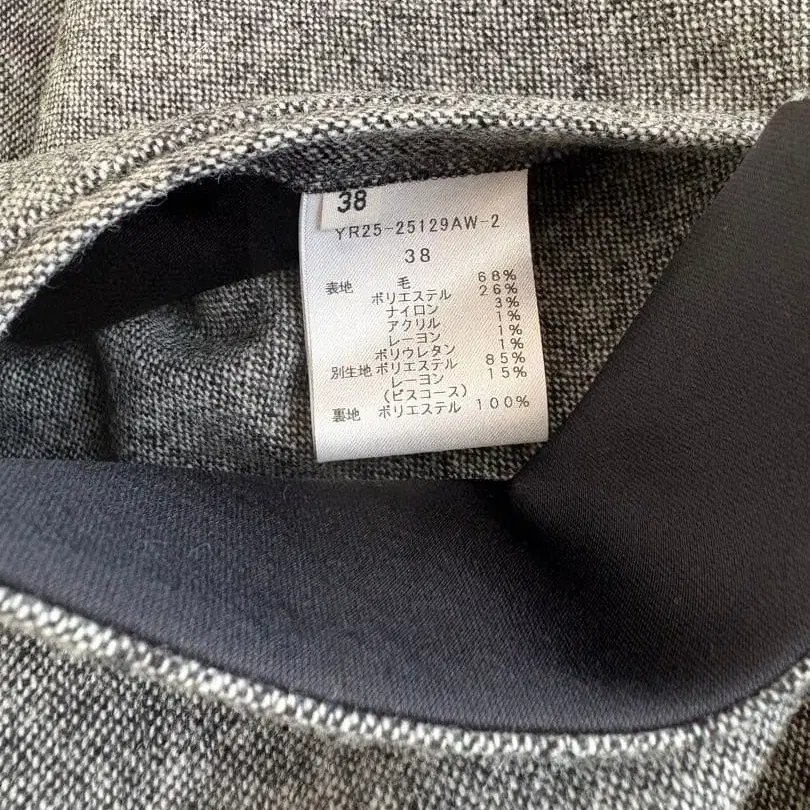 38
YR25-25129AW-2
38
表地 毛 68%
ポリエステル 26%
ナイロン 3%
アクリル 1%
レーヨン 1%
ポリウレタン 1%
別生地 ポリエステル 85%
レーヨン 15%
(ビスコース)
裏地 ポリエステル 100%